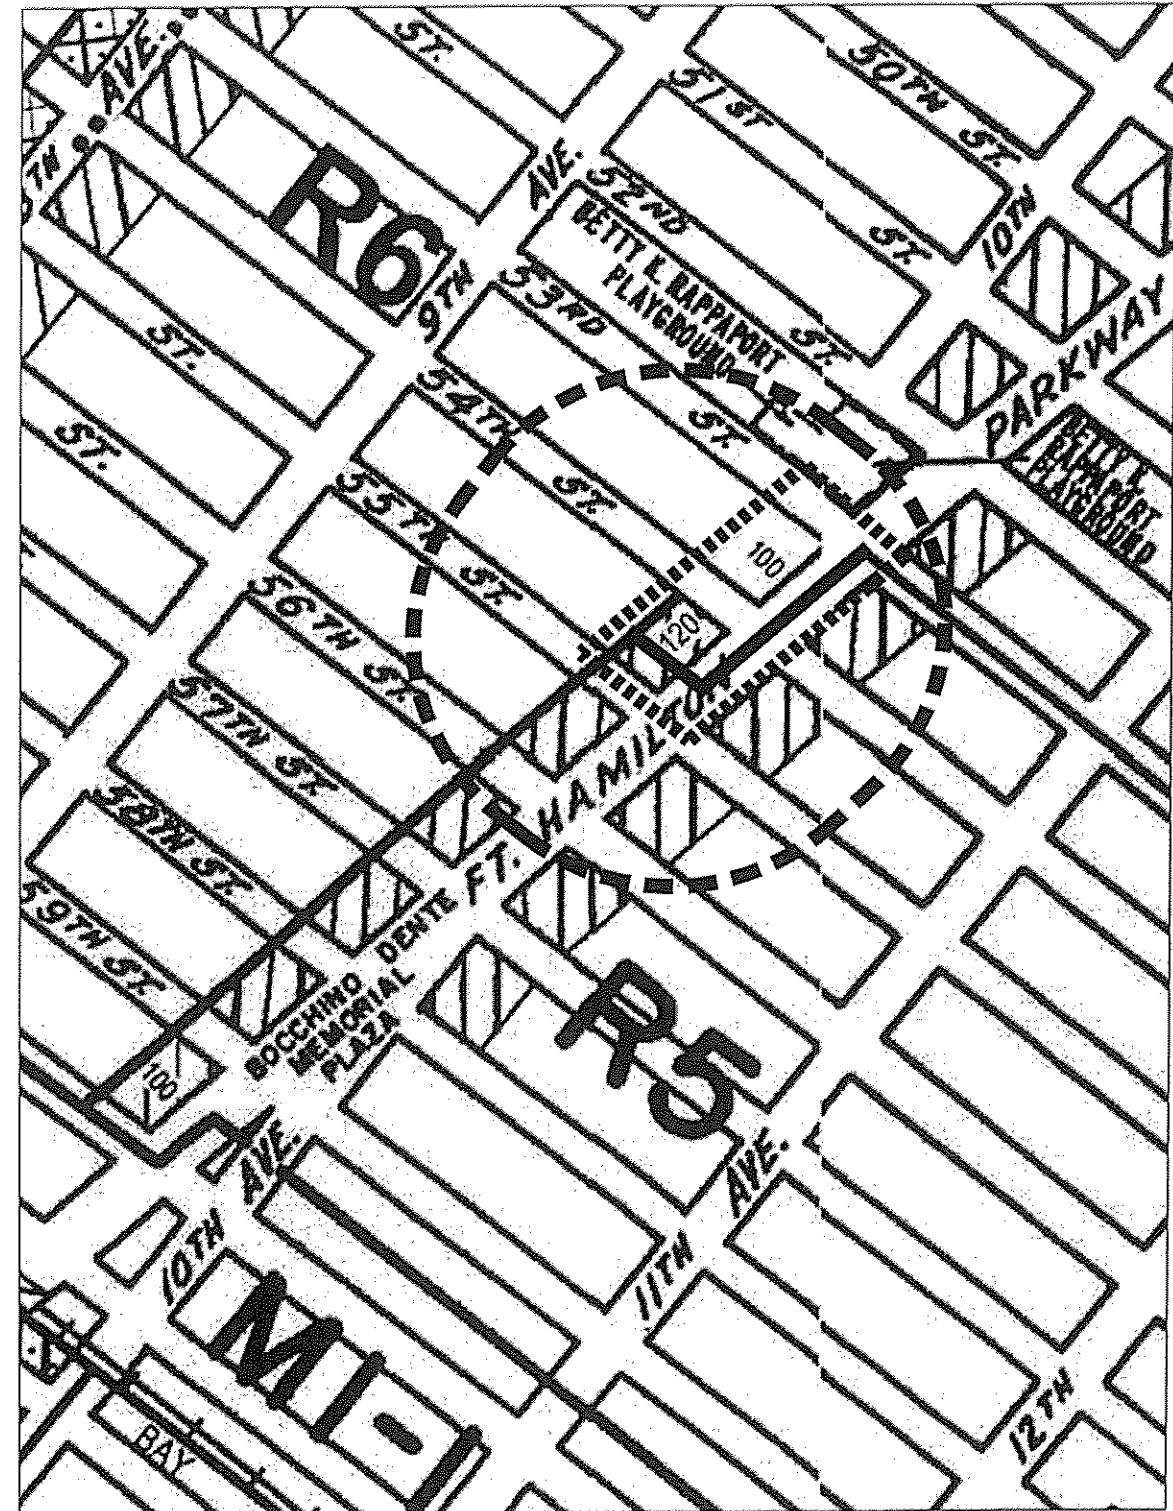 ST.
50TH ST.
AVE.
51ST
ST.
R6
AVE.
52ND
ST.
10TH
BETTY K. RAPPAPORT
PLAYGROUND
9TH
53RD
ST.
PARKWAY
ST.
54TH
ST.
BETTY K.
RAPPAPORT
PLAYGROUND
ST.
55TH
ST.
100
56TH ST.
120
57TH ST.
FT. HAMILTON
58TH ST.
59TH ST.
BOCCHINO DENTE
MEMORIAL
PLAZA
R5
100
10TH AVE.
11TH AVE.
M1-1
12TH
BAY